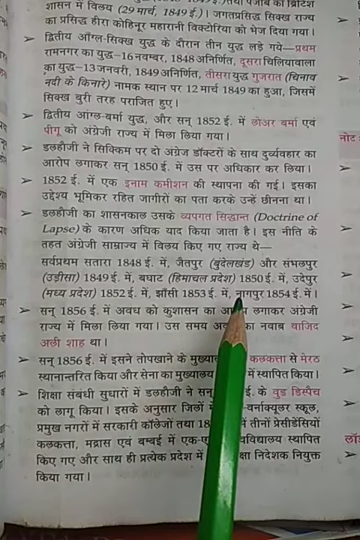 शासन में विलय (29 मार्च, 1849 ई.)। जगतप्रसिद्ध सिक्ख राज्य
का प्रसिद्ध हीरा कोहिनूर महारानी विक्टोरिया को भेज दिया गया।
द्वितीय ऑंग्ल-सिक्ख युद्ध के दौरान तीन युद्ध लड़े गये—प्रथम
रामनगर का युद्ध–16 नवम्बर, 1848 अनिर्णित, दूसरा चिलियावाला
का युद्ध–13 जनवरी, 1849 अनिर्णित, तीसरा युद्ध गुजरात (चिनाव
नदी के किनारे) नामक स्थान पर 12 मार्च 1849 का हुआ, जिसमें
सिक्ख बुरी तरह पराजित हुए।
द्वितीय आंग्ल-बर्मा युद्ध, और सन् 1852 ई. में लोअर बर्मा एवं
पीगू को अंग्रेजी राज्य में मिला लिया गया।
डलहौजी ने सिक्किम पर दो अंग्रेज डॉक्टरों के साथ दुर्व्यवहार का
आरोप लगाकर सन् 1850 ई. में उस पर अधिकार कर लिया।
1852 ई. में एक इनाम कमीशन की स्थापना की गई। इसका
उद्देश्य भूमिकर रहित जागीरों का पता करके उन्हें छीनना था।
डलहौजी का शासनकाल उसके व्यपगत सिद्धान्त (Doctrine of
Lapse) के कारण अधिक याद किया जाता है। इस नीति के
तहत अंग्रेजी साम्राज्य में विलय किए गए राज्य थे—
सर्वप्रथम सतारा 1848 ई. में, जैतपुर (बुंदेलखंड) और संभलपुर
(उड़ीसा) 1849 ई. में, बघाट (हिमाचल प्रदेश) 1850 ई. में, उदेपुर
(मध्य प्रदेश) 1852 ई. में, झाँसी 1853 ई. में, नागपुर 1854 ई. में।
सन् 1856 ई. में अवध को कुशासन का लगाकर अंग्रेजी
राज्य में मिला लिया गया। उस समय का नवाब वाजिद
अली शाह था।
सन् 1856 ई. में इसने तोपखाने के कलकत्ता से मेरठ
स्थानान्तरित किया और सेना का में स्थापित किया।
शिक्षा संबंधी सुधारों में डलहौजी ने सन् ई. के वुड डिस्पैच
को लागू किया। इसके अनुसार जिलों वर्नाक्यूलर स्कूल,
प्रमुख नगरों में सरकारी कॉलेजों तथा में तीनों प्रेसीडेंसियों
कलकत्ता, मद्रास एवं बम्बई में स्थापित
किए गए और साथ ही प्रत्येक प्रदेश में निदेशक नियुक्त
किया गया।
नोट